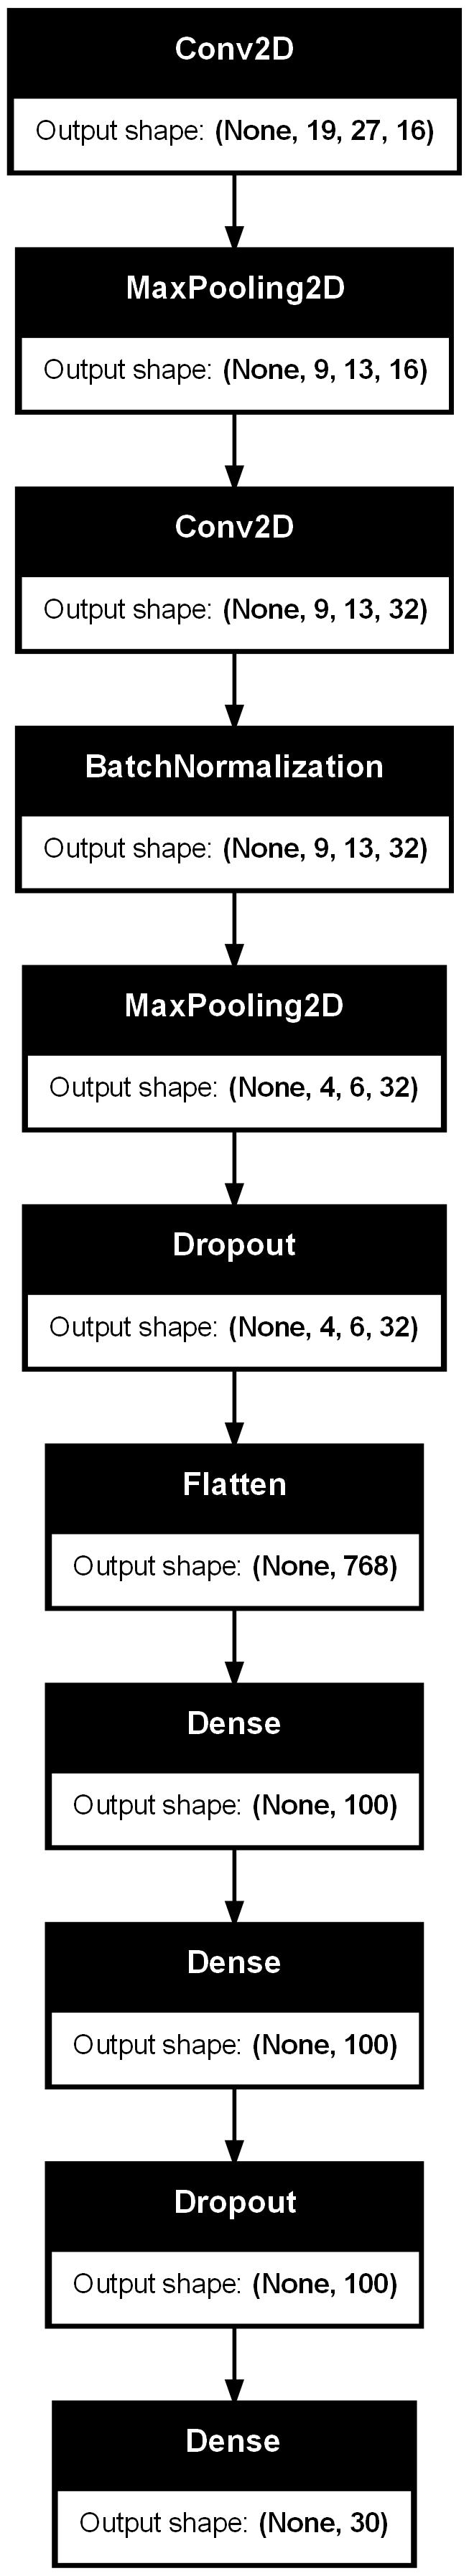 Conv2D
Output shape: (None, 19, 27, 16)
MaxPooling2D
Output shape: (None, 9, 13, 16)
Conv2D
Output shape: (None, 9, 13, 32)
BatchNormalization
Output shape: (None, 9, 13, 32)
MaxPooling2D
Output shape: (None, 4, 6, 32)
Dropout
Output shape: (None, 4, 6, 32)
Flatten
Output shape: (None, 768)
Dense
Output shape: (None, 100)
Dense
Output shape: (None, 100)
Dropout
Output shape: (None, 100)
Dense
Output shape: (None, 30)